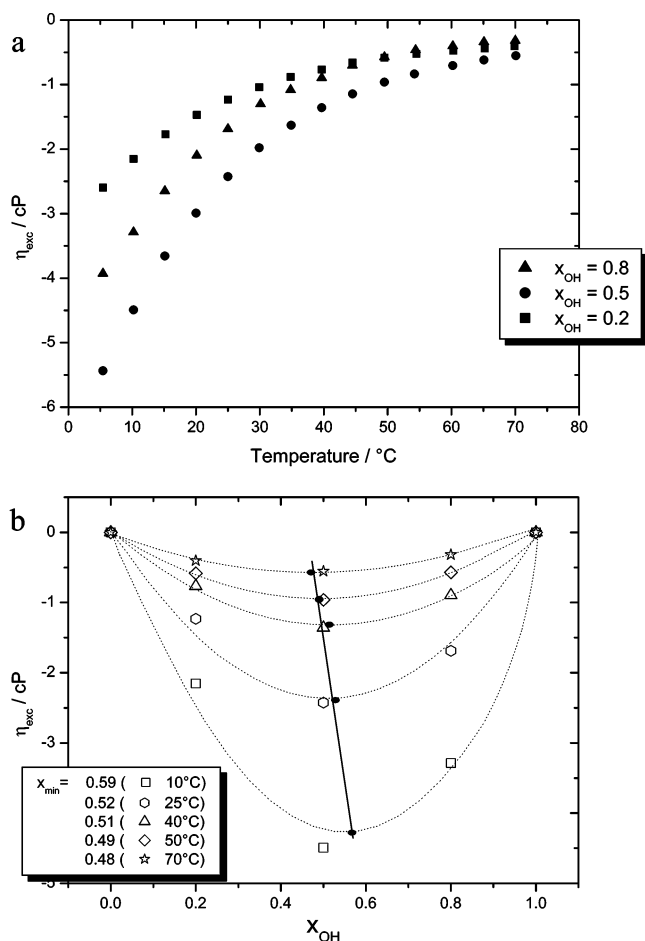 a
0
-1
-2
-3
-4
-5
-6
η_exc / cP
0 10 20 30 40 50 60 70 80
Temperature / °C
▲ x_OH = 0.8
● x_OH = 0.5
■ x_OH = 0.2
b
0
-1
-2
-3
-5
η_exc / cP
x_min = 0.59 ( □ 10°C)
0.52 ( ⬡ 25°C)
0.51 ( △ 40°C)
0.49 ( ◇ 50°C)
0.48 ( ☆ 70°C)
0.0 0.2 0.4 0.6 0.8 1.0
X_OH